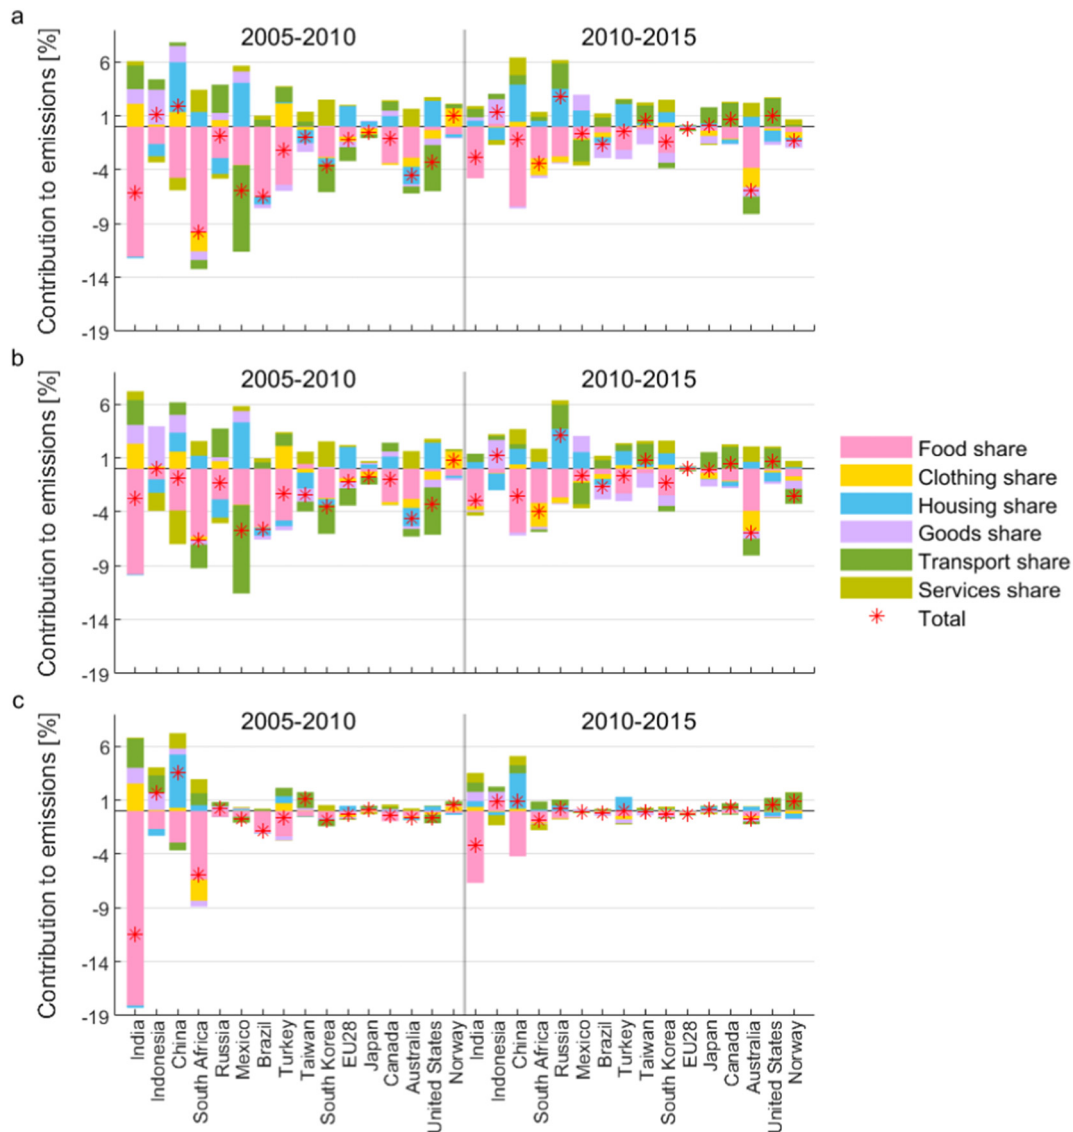 a
2005-2010
2010-2015
Contribution to emissions [%]
6
1
-4
-9
-14
-19
b
2005-2010
2010-2015
Contribution to emissions [%]
6
1
-4
-9
-14
-19
Food share
Clothing share
Housing share
Goods share
Transport share
Services share
Total
c
2005-2010
2010-2015
Contribution to emissions [%]
6
1
-4
-9
-14
-19
India
Indonesia
China
South Africa
Russia
Mexico
Brazil
Turkey
Taiwan
South Korea
EU28
Japan
Canada
Australia
United States
Norway
India
Indonesia
China
South Africa
Russia
Mexico
Brazil
Turkey
Taiwan
South Korea
EU28
Japan
Canada
Australia
United States
Norway